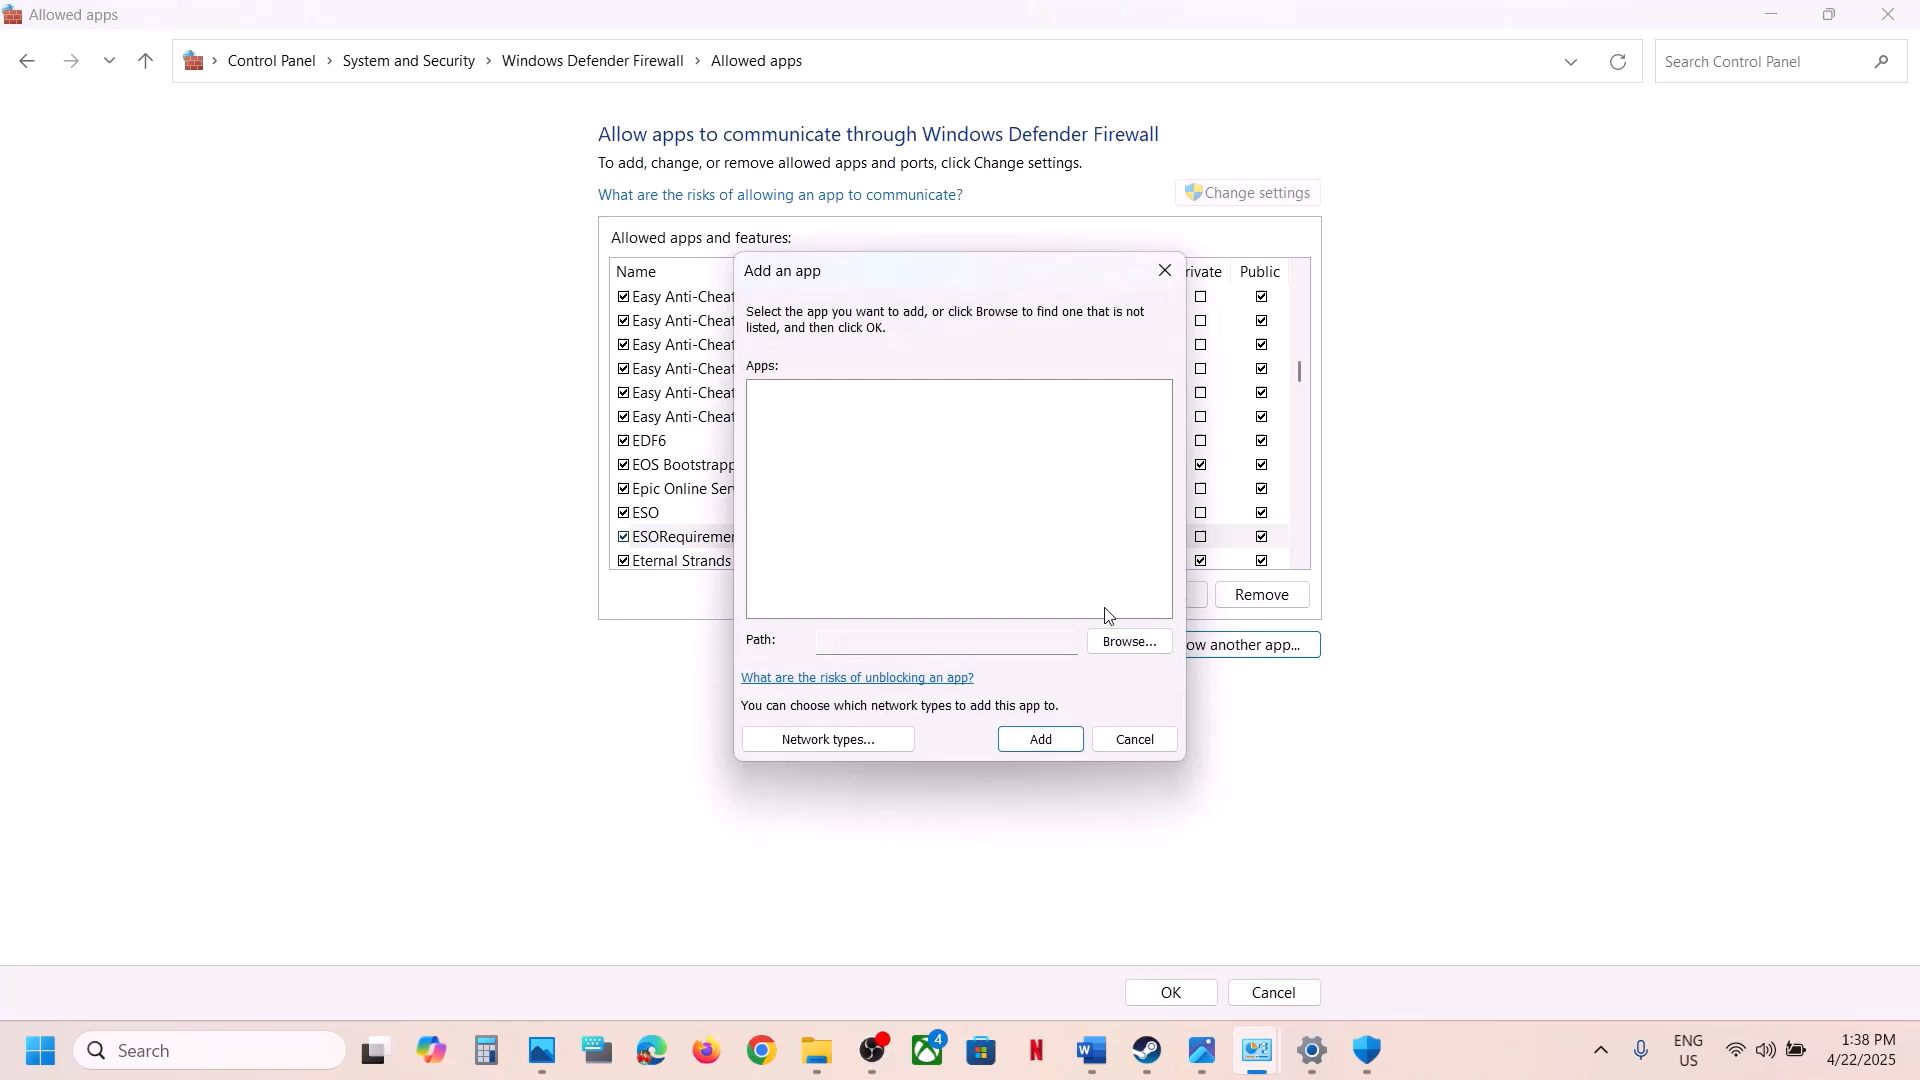 Allowed apps
Control Panel > System and Security > Windows Defender Firewall > Allowed apps
Search Control Panel
Allow apps to communicate through Windows Defender Firewall
To add, change, or remove allowed apps and ports, click Change settings.
What are the risks of allowing an app to communicate?
Change settings
Allowed apps and features:
Name
rivate
Public
Easy Anti-Cheat
Easy Anti-Cheat
Easy Anti-Cheat
Easy Anti-Cheat
Easy Anti-Cheat
Easy Anti-Cheat
EDF6
EOS Bootstrapp
Epic Online Ser
ESO
ESORequiremen
Eternal Strands
Remove
ow another app...
Add an app
Select the app you want to add, or click Browse to find one that is not
listed, and then click OK.
Apps:
Path:
Browse...
What are the risks of unblocking an app?
You can choose which network types to add this app to.
Network types...
Add
Cancel
OK
Cancel
Search
4
ENG
US
1:38 PM
4/22/2025